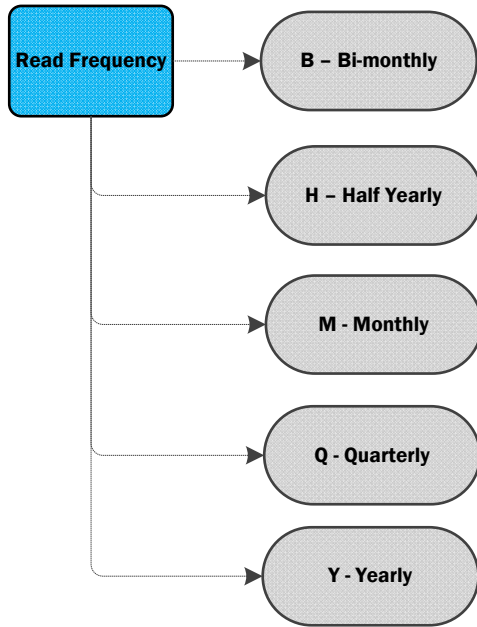 Read Frequency
B – Bi-monthly
H – Half Yearly
M - Monthly
Q - Quarterly
Y - Yearly